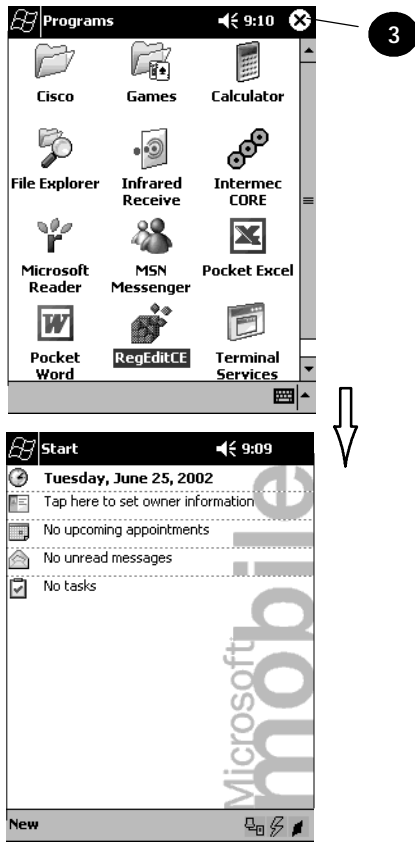 Programs 9:10
3
Cisco Games Calculator
File Explorer Infrared Receive Intermec CORE
Microsoft Reader MSN Messenger Pocket Excel
Pocket Word RegEditCE Terminal Services
Start 9:09
Tuesday, June 25, 2002
Tap here to set owner information
No upcoming appointments
No unread messages
No tasks
Microsoft mobile
New